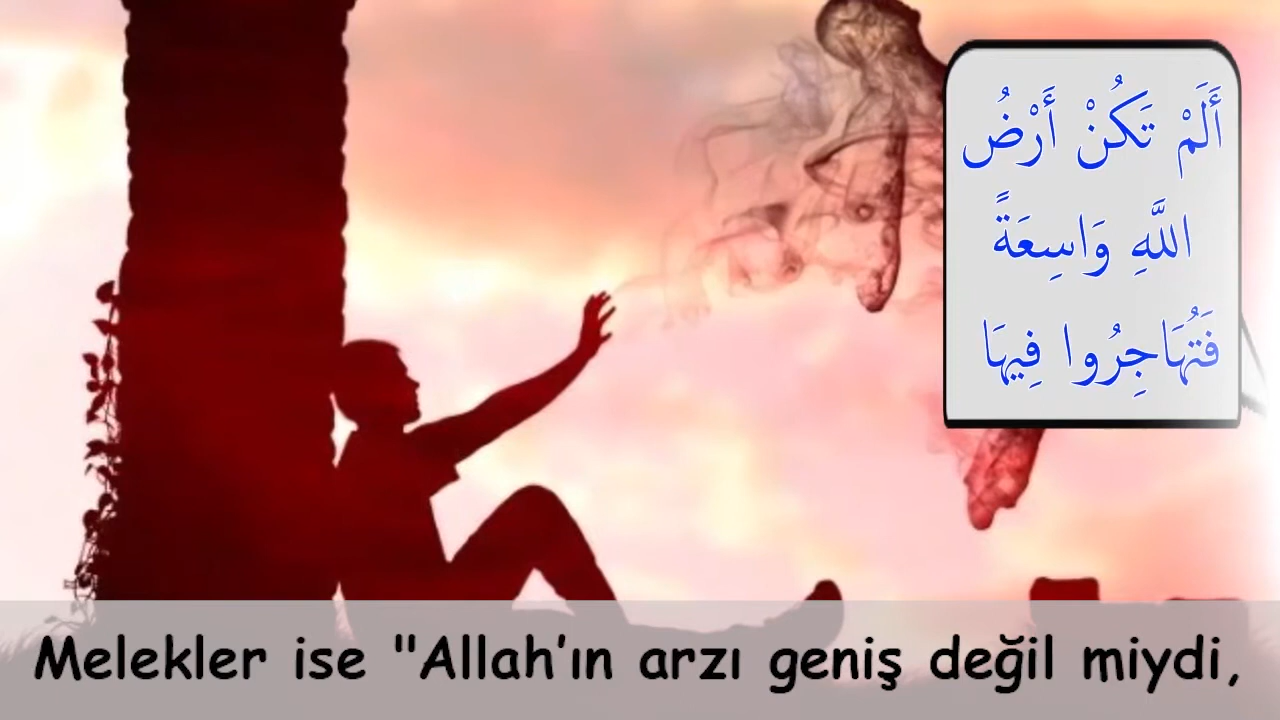 أَلَمْ تَكُنْ أَرْضُ
اللَّهِ وَاسِعَةً
فَتُهَاجِرُوا فِيهَا
Melekler ise "Allah’ın arzı geniş değil miydi,